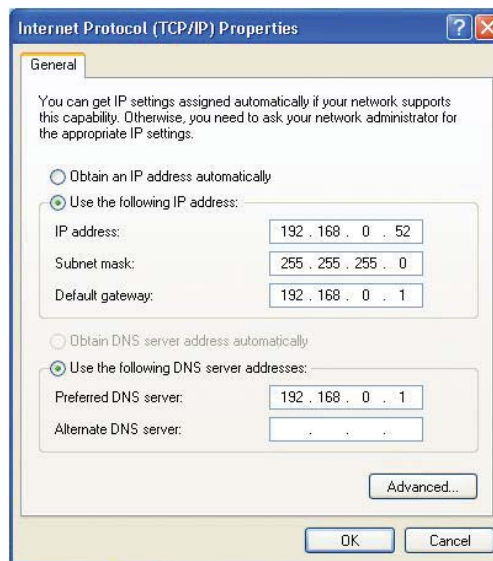 Internet Protocol (TCP/IP) Properties
General
You can get IP settings assigned automatically if your network supports
this capability. Otherwise, you need to ask your network administrator for
the appropriate IP settings.
Obtain an IP address automatically
Use the following IP address:
IP address: 192 . 168 . 0 . 52
Subnet mask: 255 . 255 . 255 . 0
Default gateway: 192 . 168 . 0 . 1
Obtain DNS server address automatically
Use the following DNS server addresses:
Preferred DNS server: 192 . 168 . 0 . 1
Alternate DNS server: . . .
Advanced...
OK Cancel